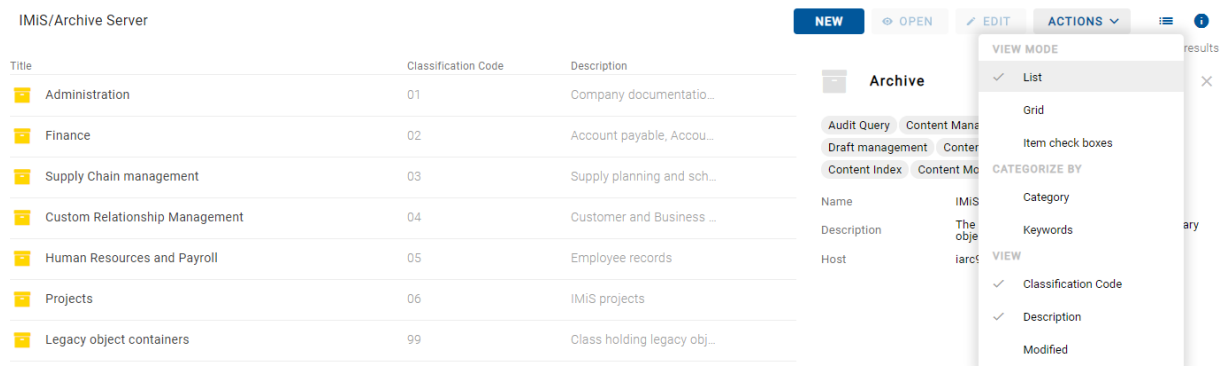 IMiS/Archive Server
NEW OPEN EDIT ACTIONS
results
Title Classification Code Description
Administration 01 Company documentatio...
Finance 02 Account payable, Accou...
Supply Chain management 03 Supply planning and sch...
Custom Relationship Management 04 Customer and Business ...
Human Resources and Payroll 05 Employee records
Projects 06 IMiS projects
Legacy object containers 99 Class holding legacy obj...
Archive
Audit Query Content Mana
Draft management Conter
Content Index Content Mo
Name IMiS
Description The
obje
ary
Host iarc
VIEW MODE
List
Grid
Item check boxes
CATEGORIZE BY
Category
Keywords
VIEW
Classification Code
Description
Modified